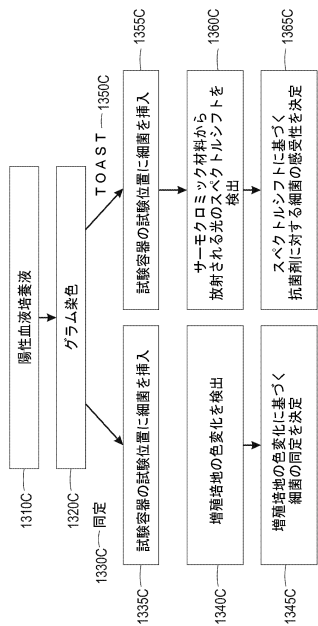 1310C
陽性血液培養液
1320C
グラム染色
1330C 同定
TOAST 1350C
1335C
試験容器の試験位置に細菌を挿入
1340C
増殖培地の色変化を検出
1345C
増殖培地の色変化に基づく
細菌の同定を決定
試験容器の試験位置に細菌を挿入
1355C
サーモクロミック材料から
放射される光のスペクトルシフトを
検出
1360C
スペクトルシフトに基づく
抗菌剤に対する細菌の感受性を決定
1365C